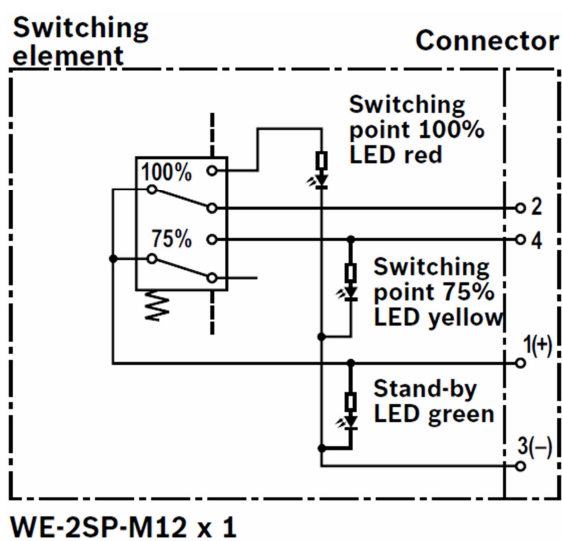 Switching
element
Connector
Switching
point 100%
LED red
100%
2
75%
4
Switching
point 75%
LED yellow
1(+)
Stand-by
LED green
3(–)
WE-2SP-M12 x 1